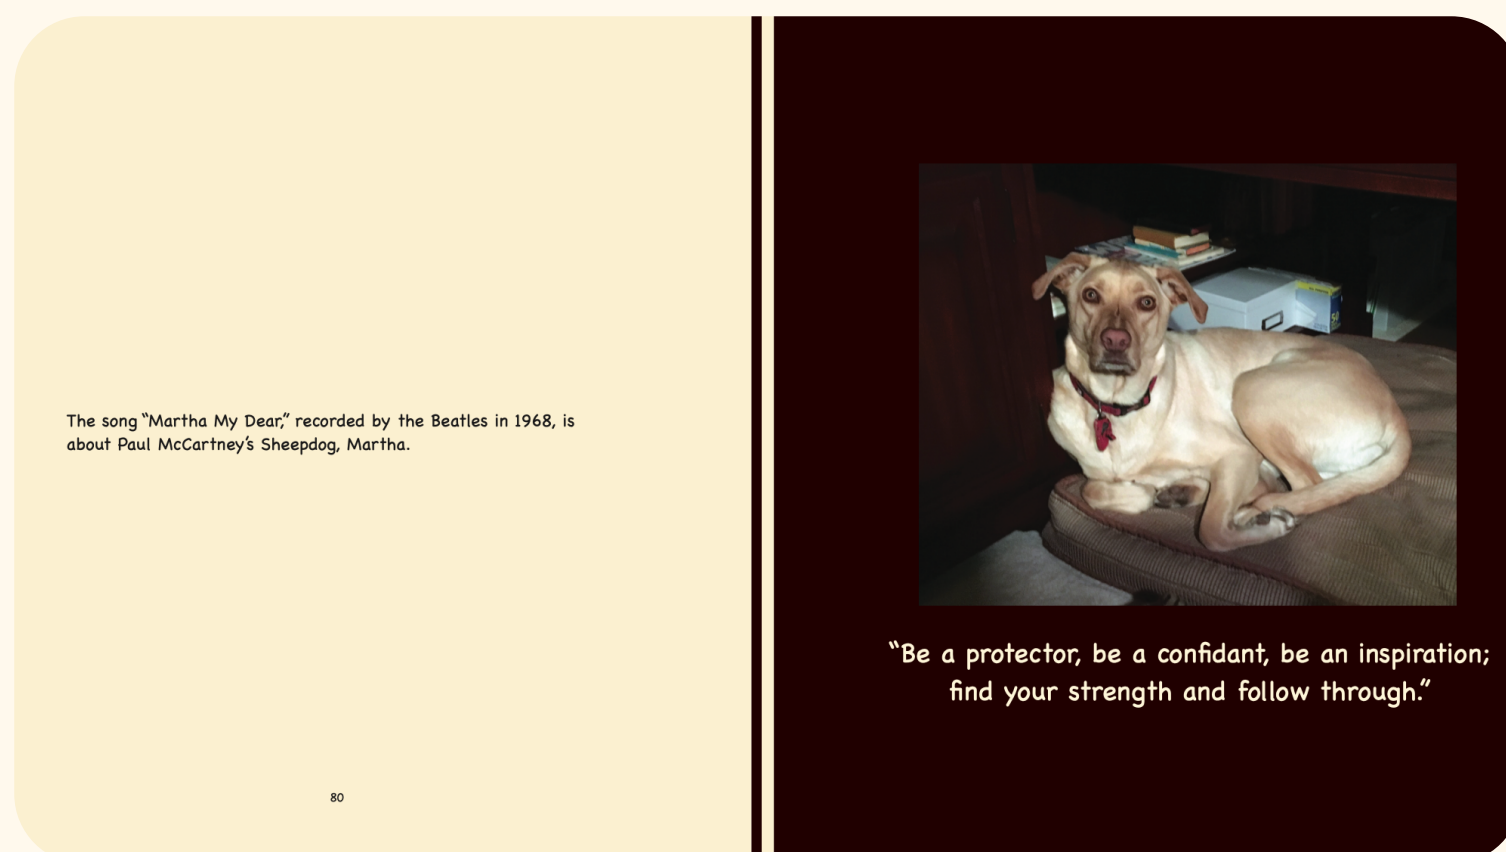 The song “Martha My Dear,” recorded by the Beatles in 1968, is
about Paul McCartney’s Sheepdog, Martha.
80
“Be a protector, be a confidant, be an inspiration;
find your strength and follow through.”